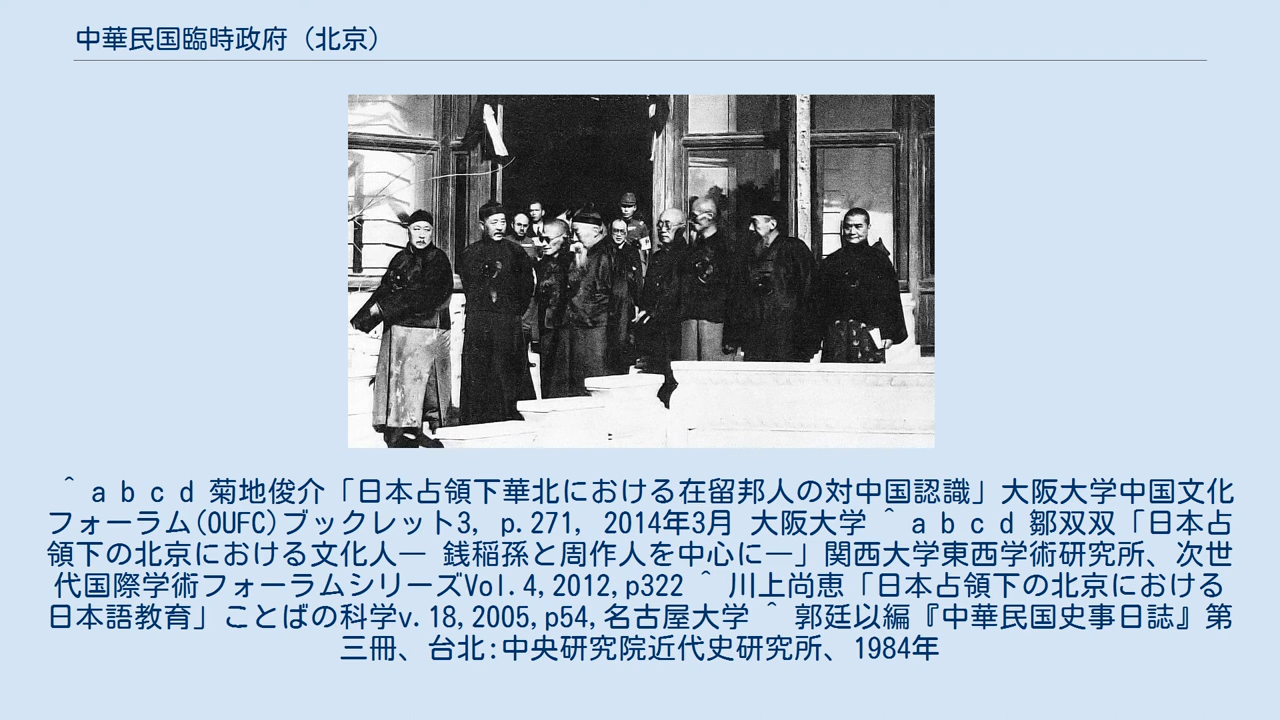 中華民国臨時政府（北京）
＾ a b c d 菊地俊介「日本占領下華北における在留邦人の対中国認識」大阪大学中国文化
フォーラム(OUFC)ブックレット3, p.271, 2014年3月 大阪大学 ＾ a b c d 鄒双双「日本占
領下の北京における文化人― 銭稲孫と周作人を中心に―」関西大学東西学術研究所、次世
代国際学術フォーラムシリーズVol.4,2012,p322 ＾ 川上尚恵「日本占領下の北京における
日本語教育」ことばの科学v.18,2005,p54,名古屋大学 ＾ 郭廷以編『中華民国史事日誌』第
三冊、台北:中央研究院近代史研究所、1984年